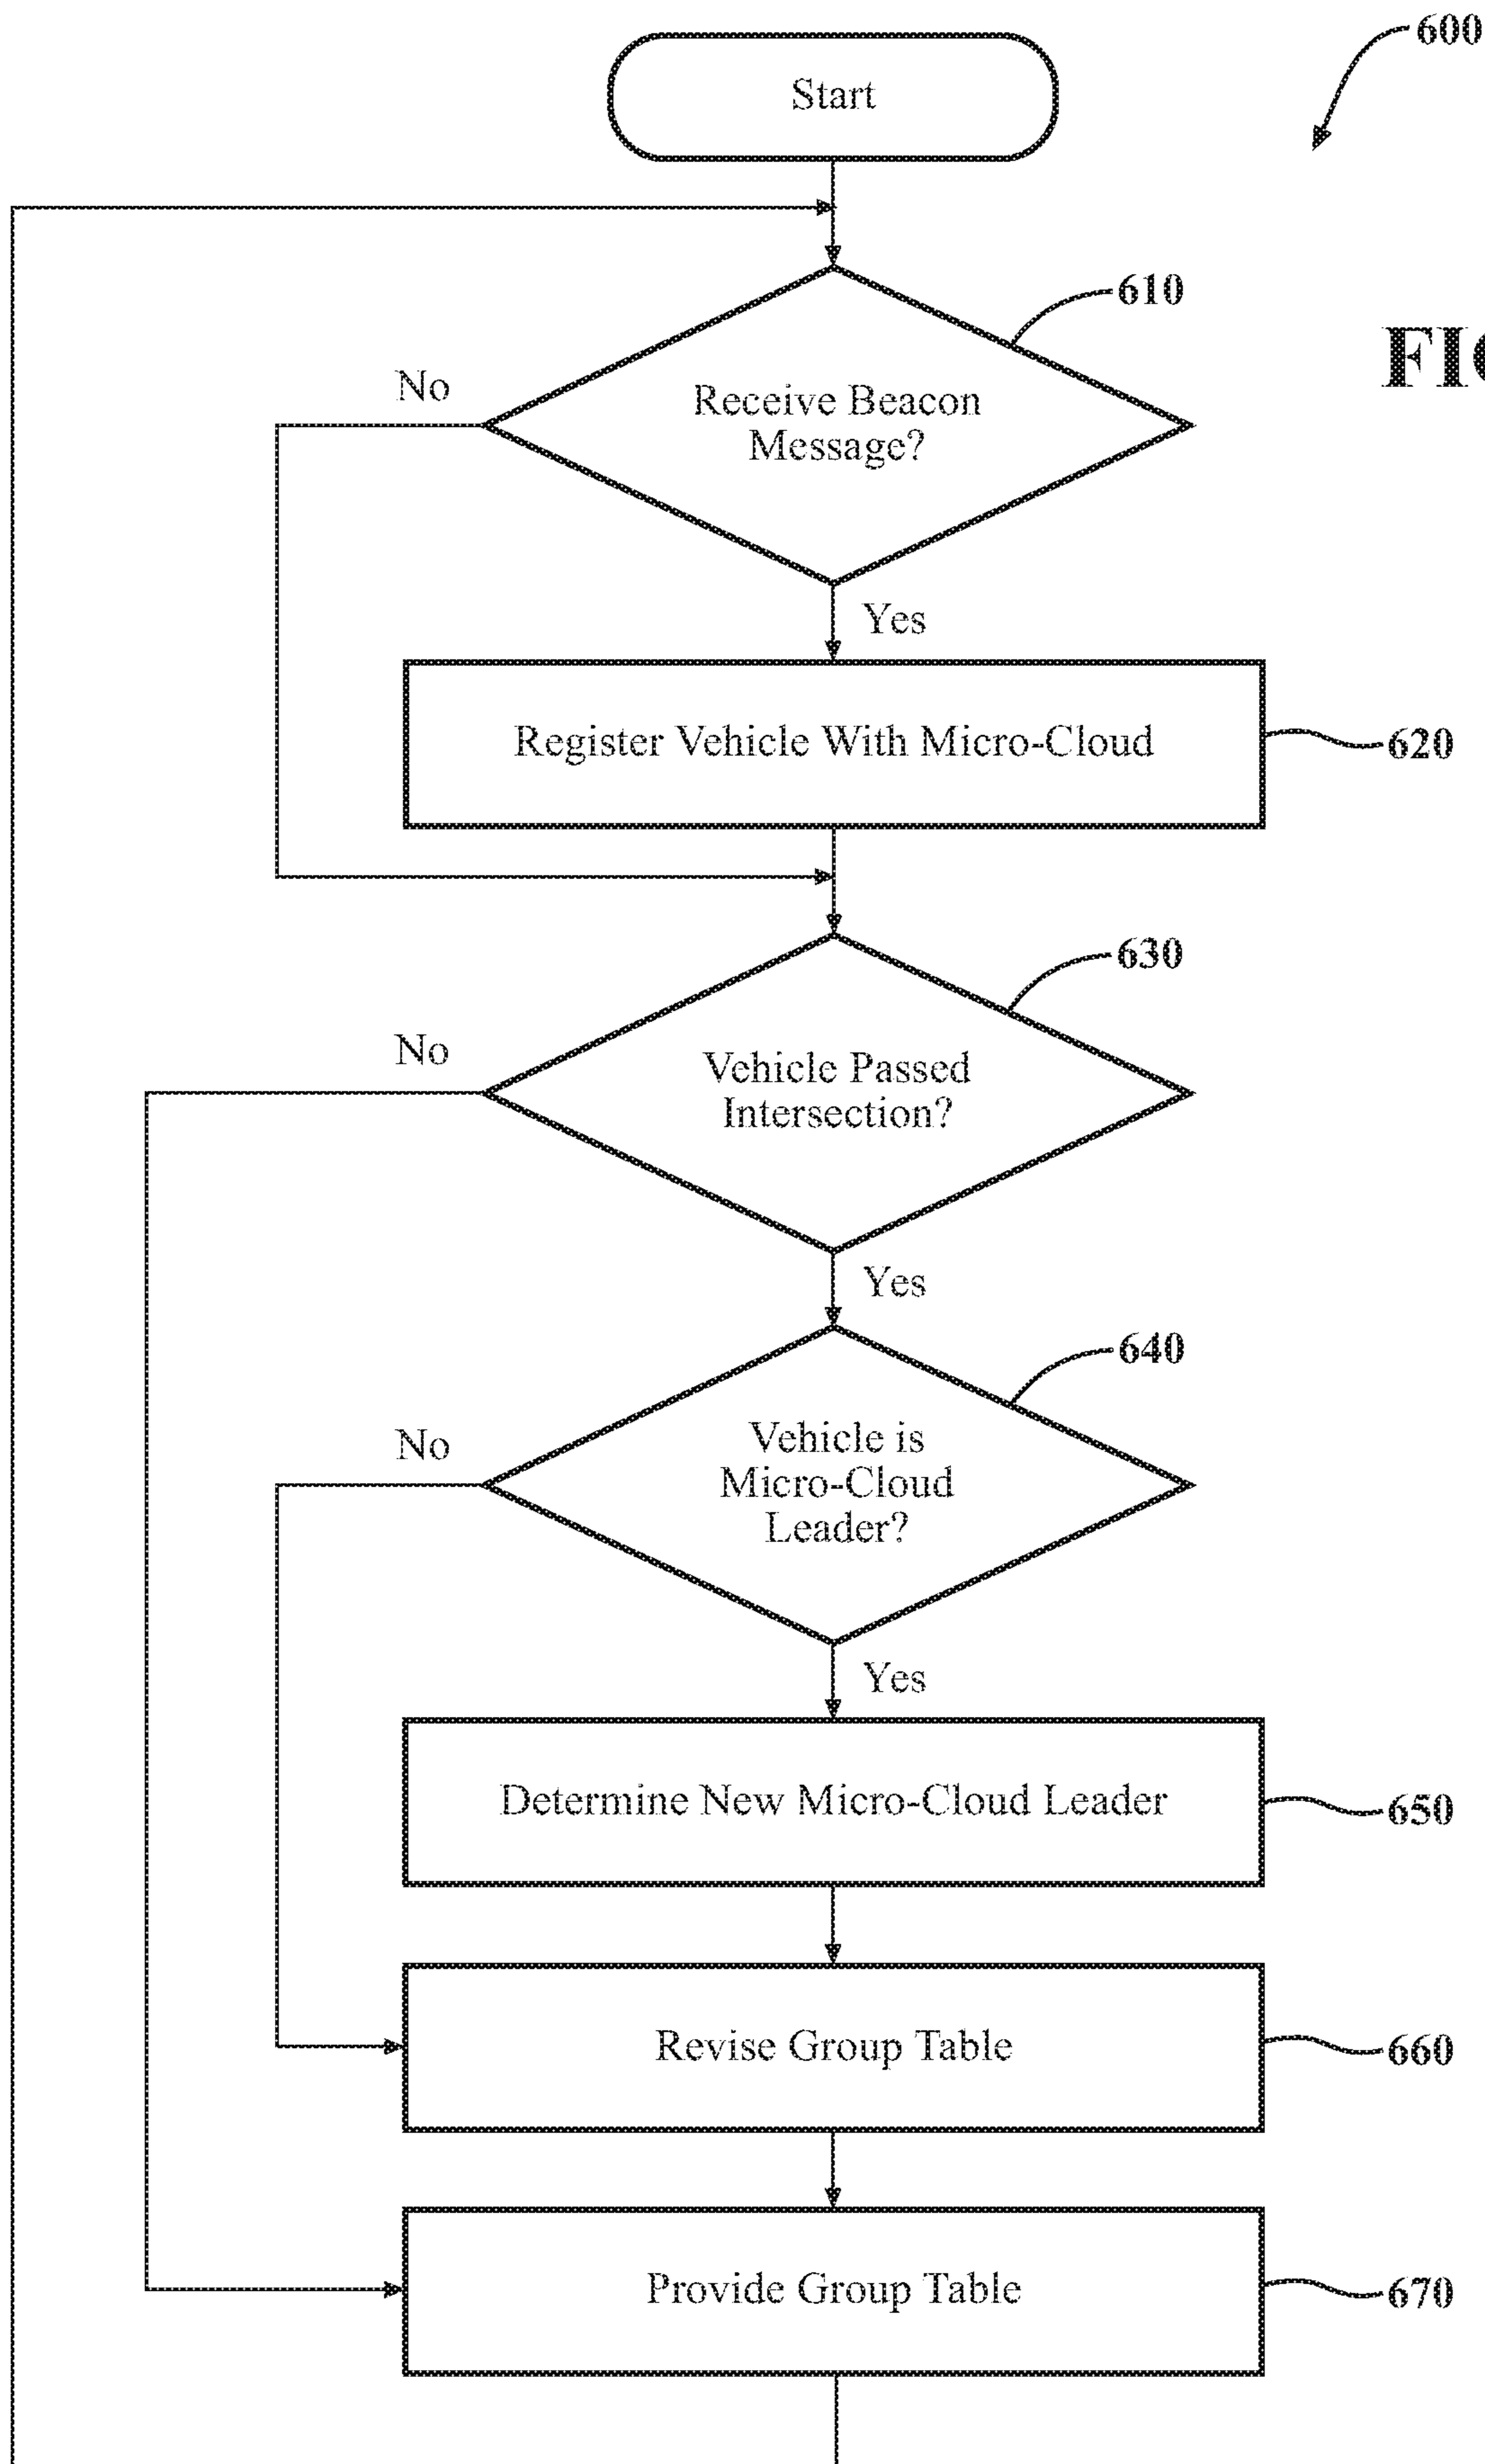 600
Start
610
FIG
No
Receive Beacon
Message?
Yes
Register Vehicle With Micro-Cloud
620
630
No
Vehicle Passed
Intersection?
Yes
640
No
Vehicle is
Micro-Cloud
Leader?
Yes
Determine New Micro-Cloud Leader
650
Revise Group Table
660
Provide Group Table
670